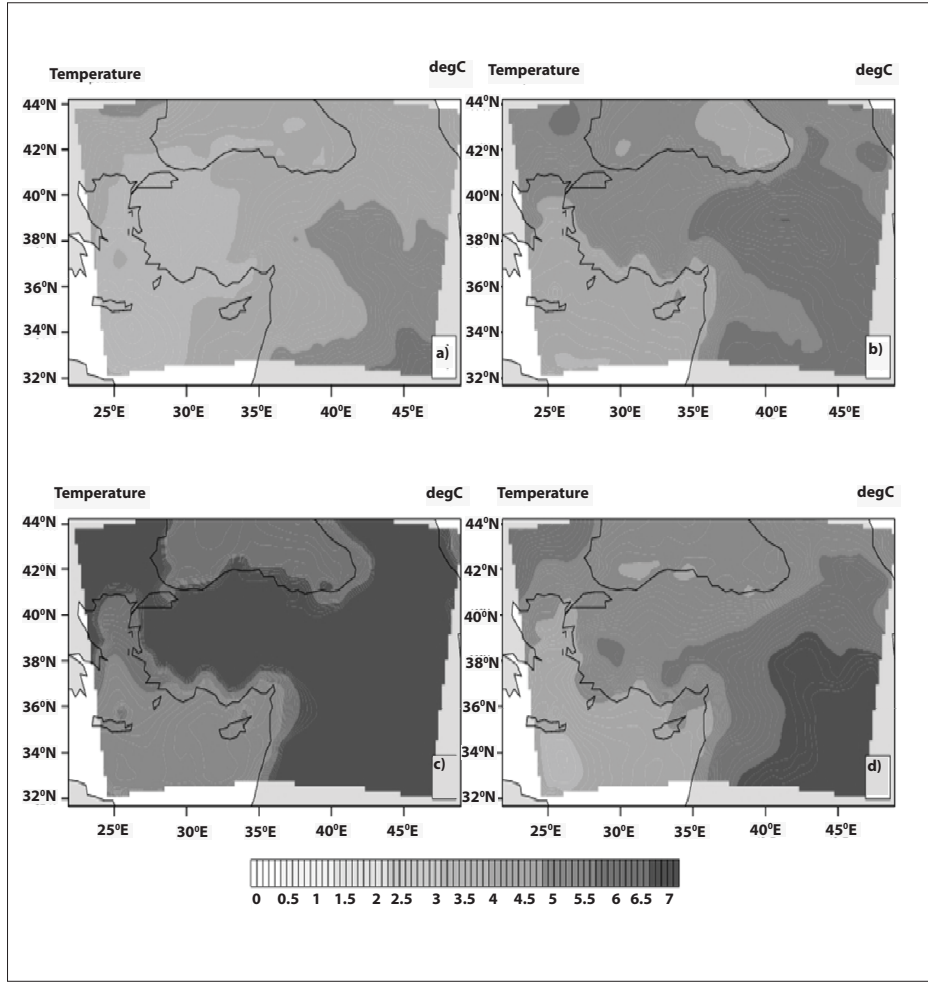 Temperature degC Temperature degC
44⁰N 44⁰N
42⁰N 42⁰N
40⁰N 40⁰N
38⁰N 38⁰N
36⁰N 36⁰N
34⁰N 34⁰N
a) b)
32⁰N 32⁰N
25⁰E 30⁰E 35⁰E 40⁰E 45⁰E 25⁰E 30⁰E 35⁰E 40⁰E 45⁰E
Temperature degC Temperature degC
44⁰N 44⁰N
42⁰N 42⁰N
40⁰N 40⁰N
38⁰N 38⁰N
36⁰N 36⁰N
34⁰N 34⁰N
c) d)
32⁰N 32⁰N
25⁰E 30⁰E 35⁰E 40⁰E 45⁰E 25⁰E 30⁰E 35⁰E 40⁰E 45⁰E
0 0.5 1 1.5 2 2.5 3 3.5 4 4.5 5 5.5 6 6.5 7